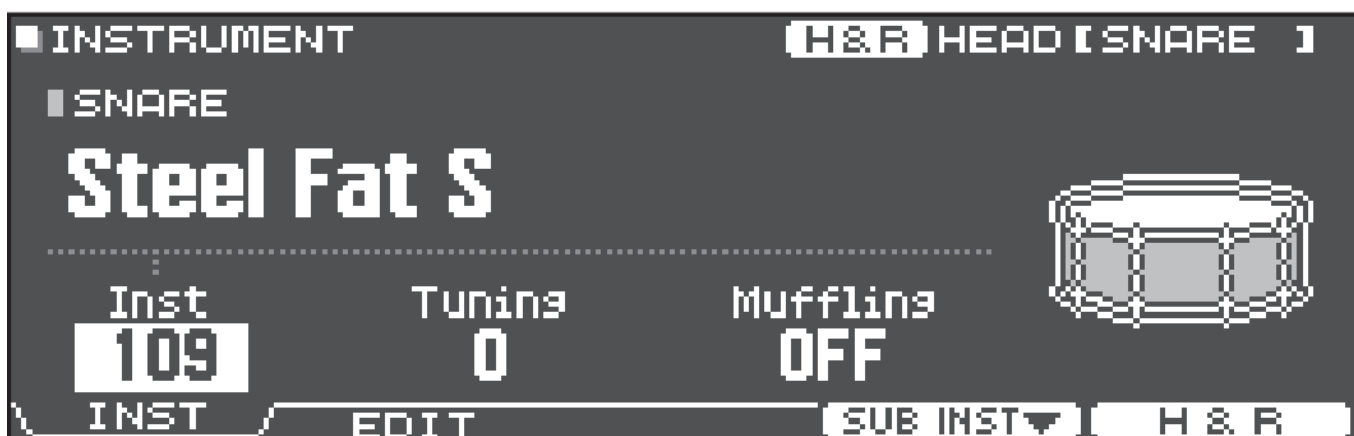 INSTRUMENT H&R HEAD [SNARE ]
SNARE
Steel Fat S
Inst Tuning Muffling
109 0 OFF
INST EDIT SUB INST▼ H & R